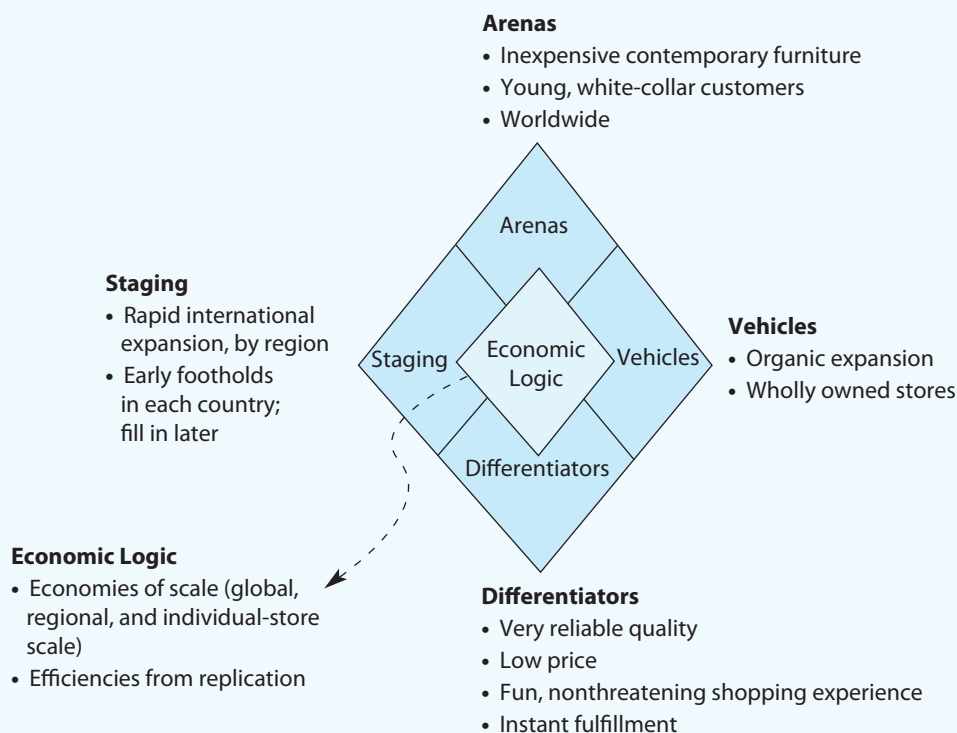 Arenas
• Inexpensive contemporary furniture
• Young, white-collar customers
• Worldwide
Arenas
Staging
• Rapid international
expansion, by region
• Early footholds
in each country;
fill in later
Staging
Economic
Logic
Vehicles
Vehicles
• Organic expansion
• Wholly owned stores
Differentiators
Economic Logic
• Economies of scale (global,
regional, and individual-store
scale)
• Efficiencies from replication
Differentiators
• Very reliable quality
• Low price
• Fun, nonthreatening shopping experience
• Instant fulfillment